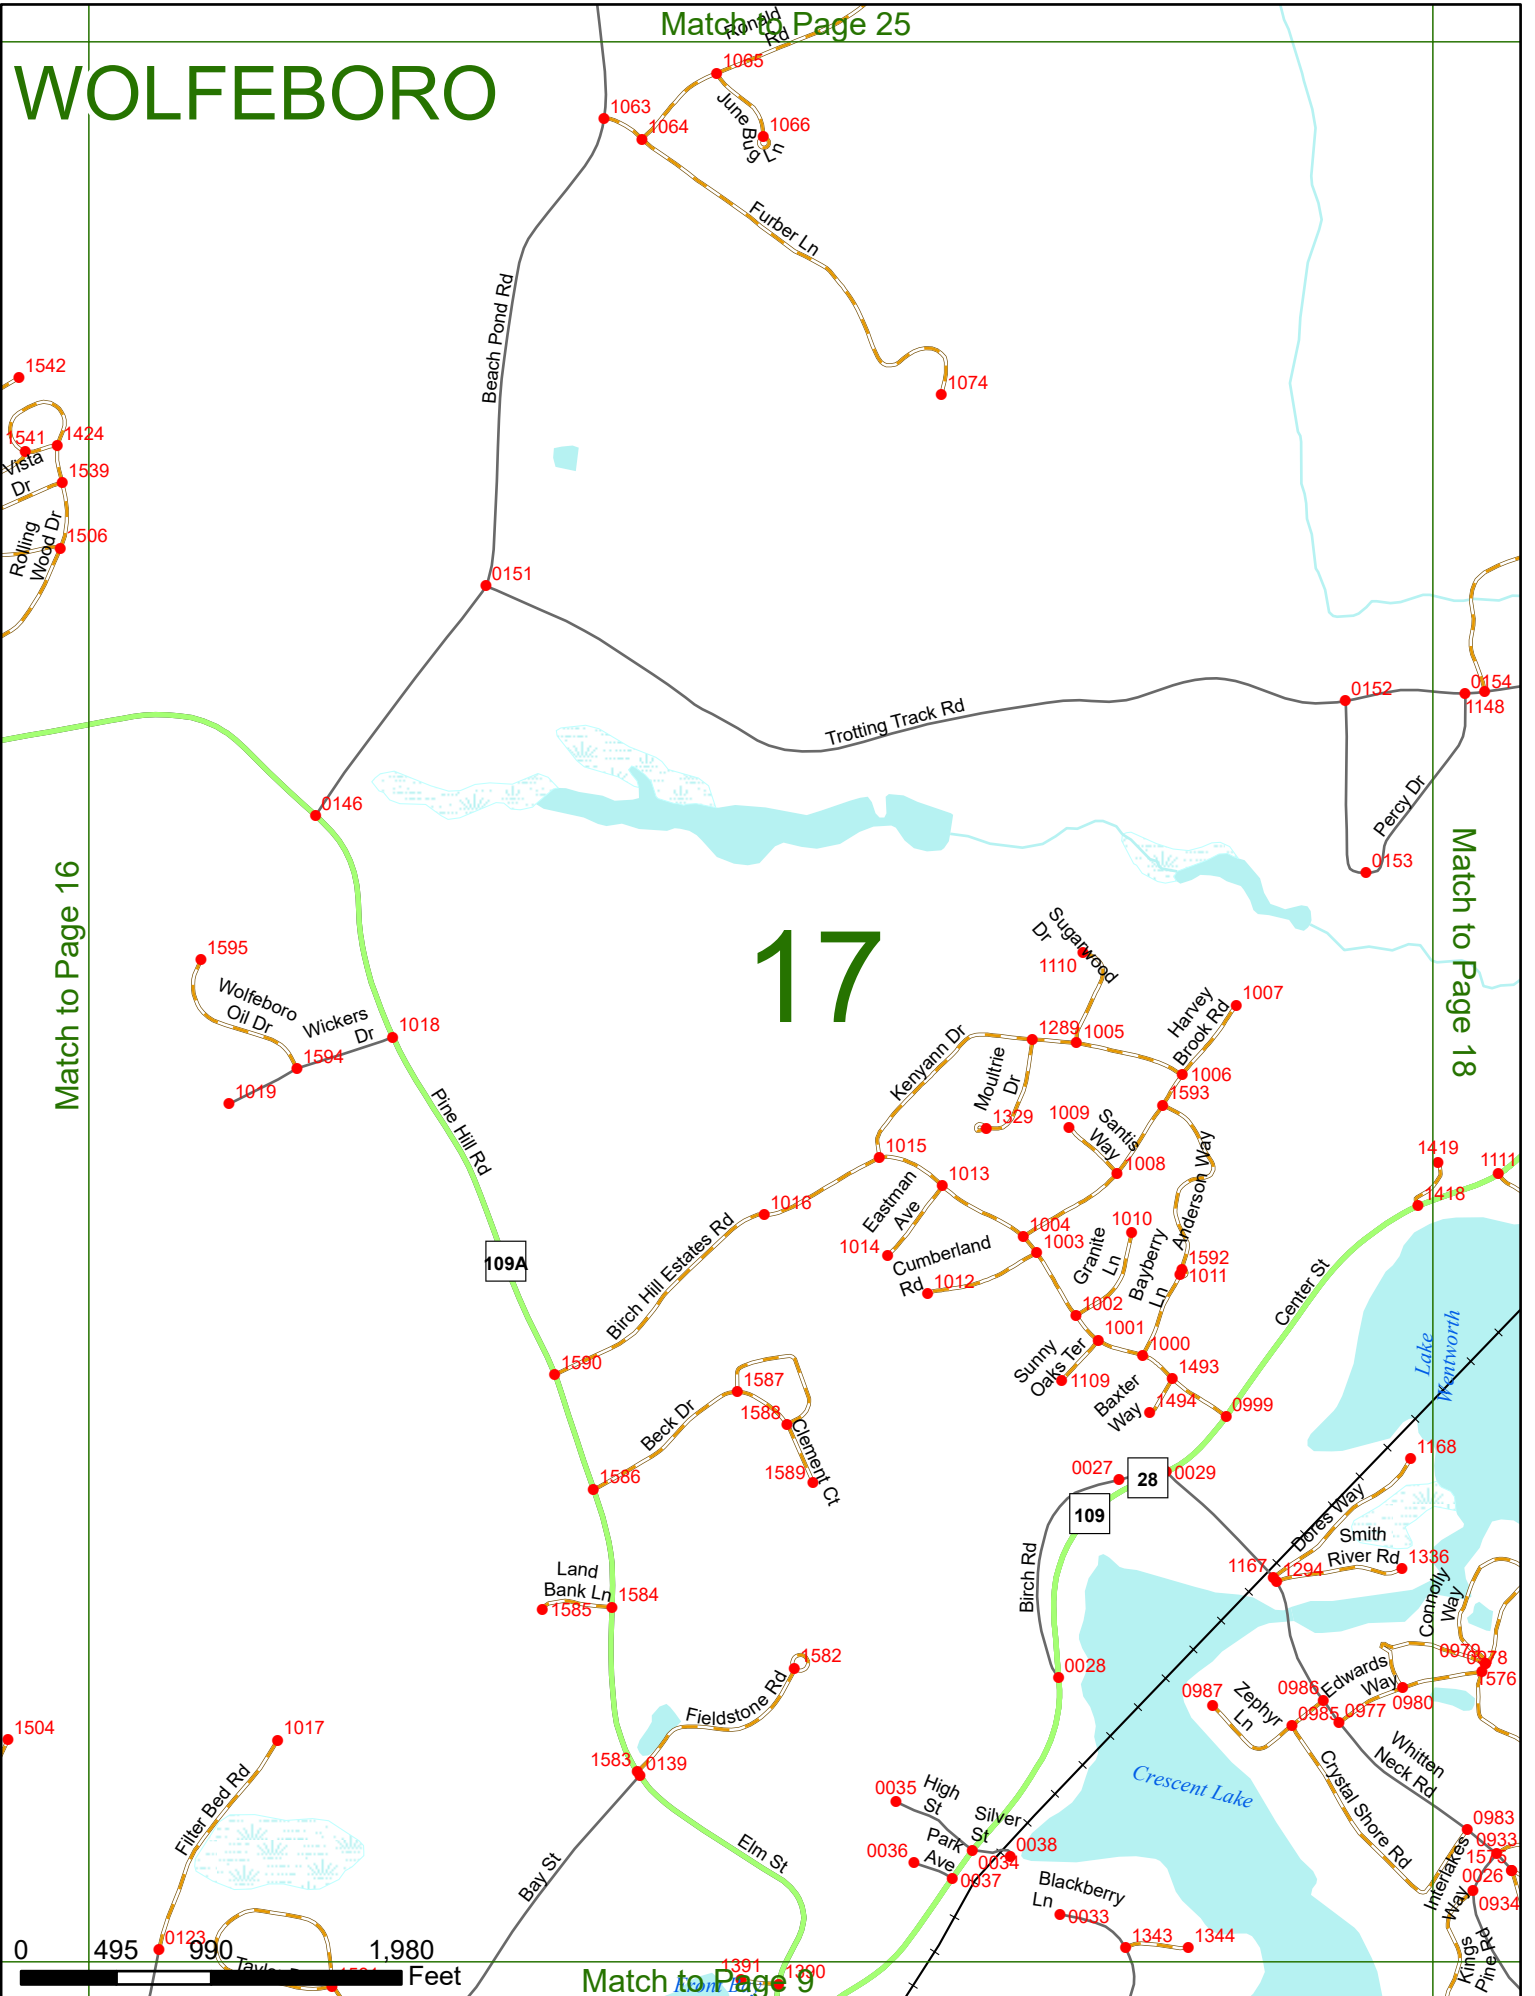 Match to Page 25
Ronald
Rd
WOLFEBORO
1065
1063
1064
1066
June
Bug
Ln
Furber Ln
Beach Pond Rd
1542
1074
1541
1424
Vista
Dr
1539
Rolling
Wood Dr
1506
0151
0152
0154
1148
Trotting Track Rd
0146
Percy Dr
0153
Match to Page 16
Match to Page 18
17
1595
Wolfeboro
Oil Dr
Wickers
Dr
1018
1594
1019
Sugarwood
Dr
1110
1007
Harvey
Brook Rd
1289
1005
Kenyann Dr
Moultrie
Dr
1006
1593
1329
1009
Santis
Way
Pine Hill Rd
1015
1013
1008
Anderson Way
1419
1111
1418
Eastman
Ave
1016
1014
1004
1003
1010
Granite
Ln
Cumberland
Rd
1012
Bayberry
Ln
1592
1011
109A
Birch Hill Estates Rd
Center St
1002
1001
1000
Lake
Wentworth
Sunny
Oaks Ter
1109
1590
1493
Baxter
Way
1494
0999
1587
1588
Beck Dr
Clement Ct
1589
1586
1168
0027
28
0029
109
Dores Way
Smith
River Rd
1336
1167
1294
Birch Rd
Connolly
Way
Land
Bank Ln
1584
1585
1582
0028
0979
0978
1576
Edwards
Way
0980
0987
Zephyr
Ln
0986
0985
0977
Fieldstone Rd
1504
1017
1583
0139
Whitten
Neck Rd
Crescent Lake
Crystal Shore Rd
Filter Bed Rd
0035
High
St
Silver
St
0983
0933
0036
Park
Ave
0034
0038
0037
Elm St
Bay St
Blackberry
Ln
0033
Interlakes
Way
0026
0934
1343
1344
Kings
Pine Rd
0123
0
495
990
1,980
Feet
1391
1390
Match to Page 9